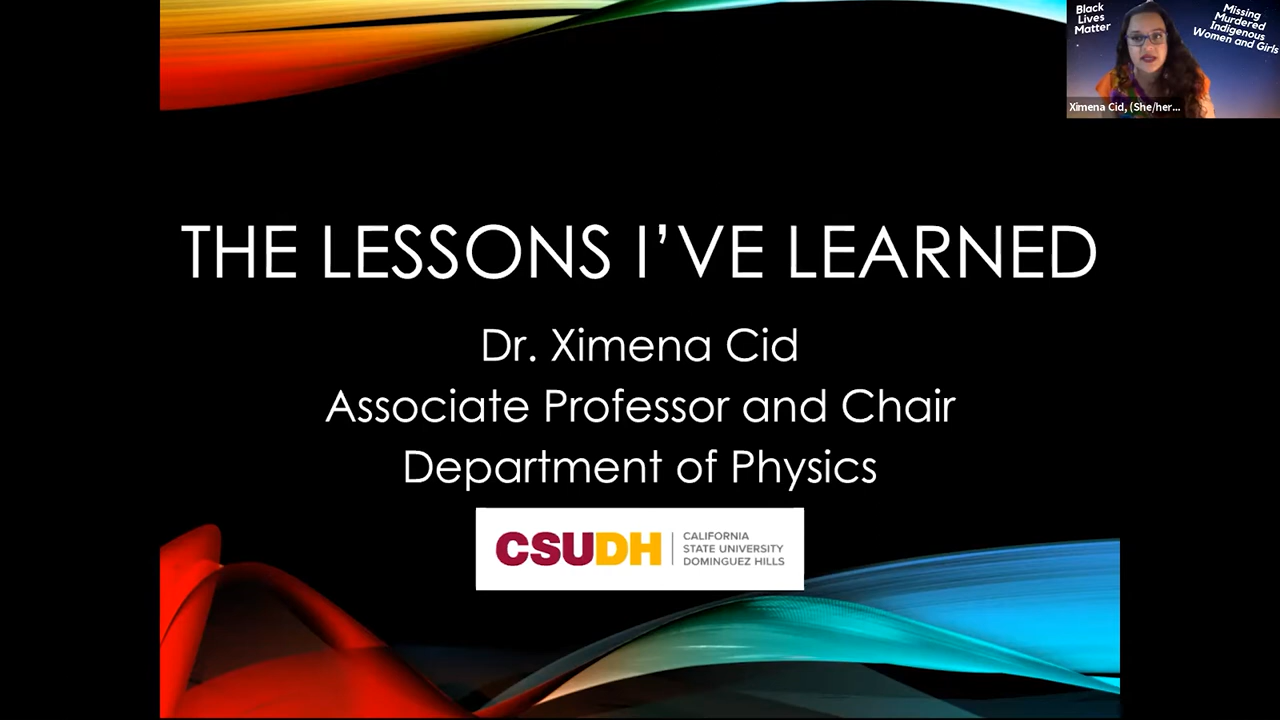 Black
Lives
Matter
Missing
Murdered
Indigenous
Women and Girls
Ximena Cid, (She/her...
THE LESSONS I'VE LEARNED
Dr. Ximena Cid
Associate Professor and Chair
Department of Physics
CSUDH
CALIFORNIA
STATE UNIVERSITY
DOMINGUEZ HILLS